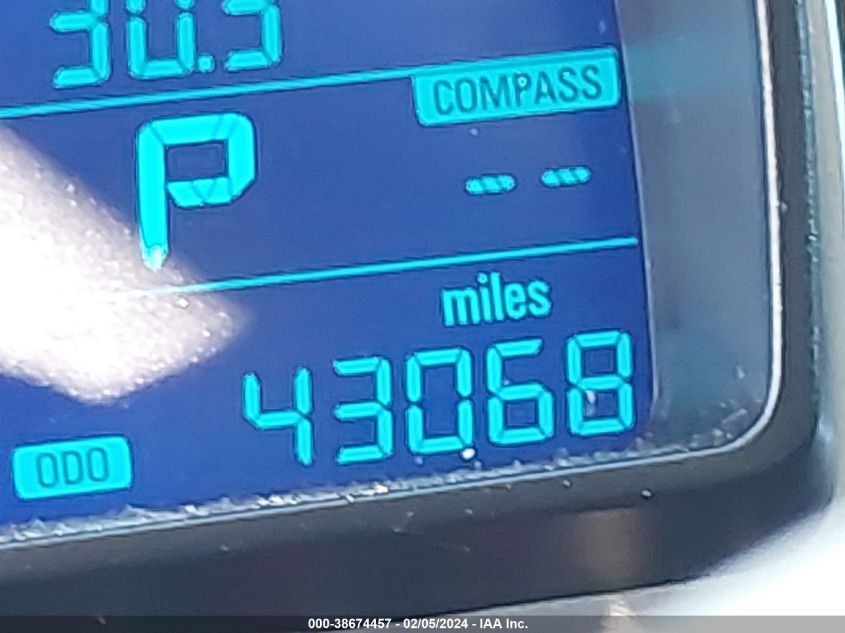 30.3
COMPASS
P
-- --
miles
43068
ODO
000-38674457 - 02/05/2024 - IAA Inc.